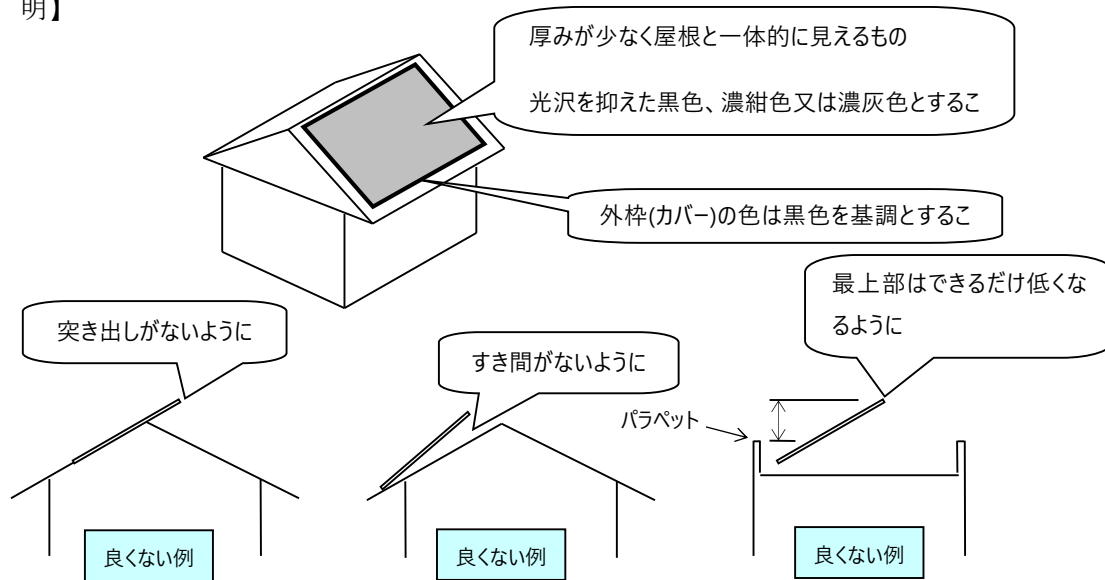 明】
厚みが少なく屋根と一体的に見えるもの
光沢を抑えた黒色、濃紺色又は濃灰色とするこ
外枠(カバー)の色は黒色を基調とするこ
最上部はできるだけ低くな
るように
突き出しがないように
すき間がないように
パラペット
良くない例
良くない例
良くない例